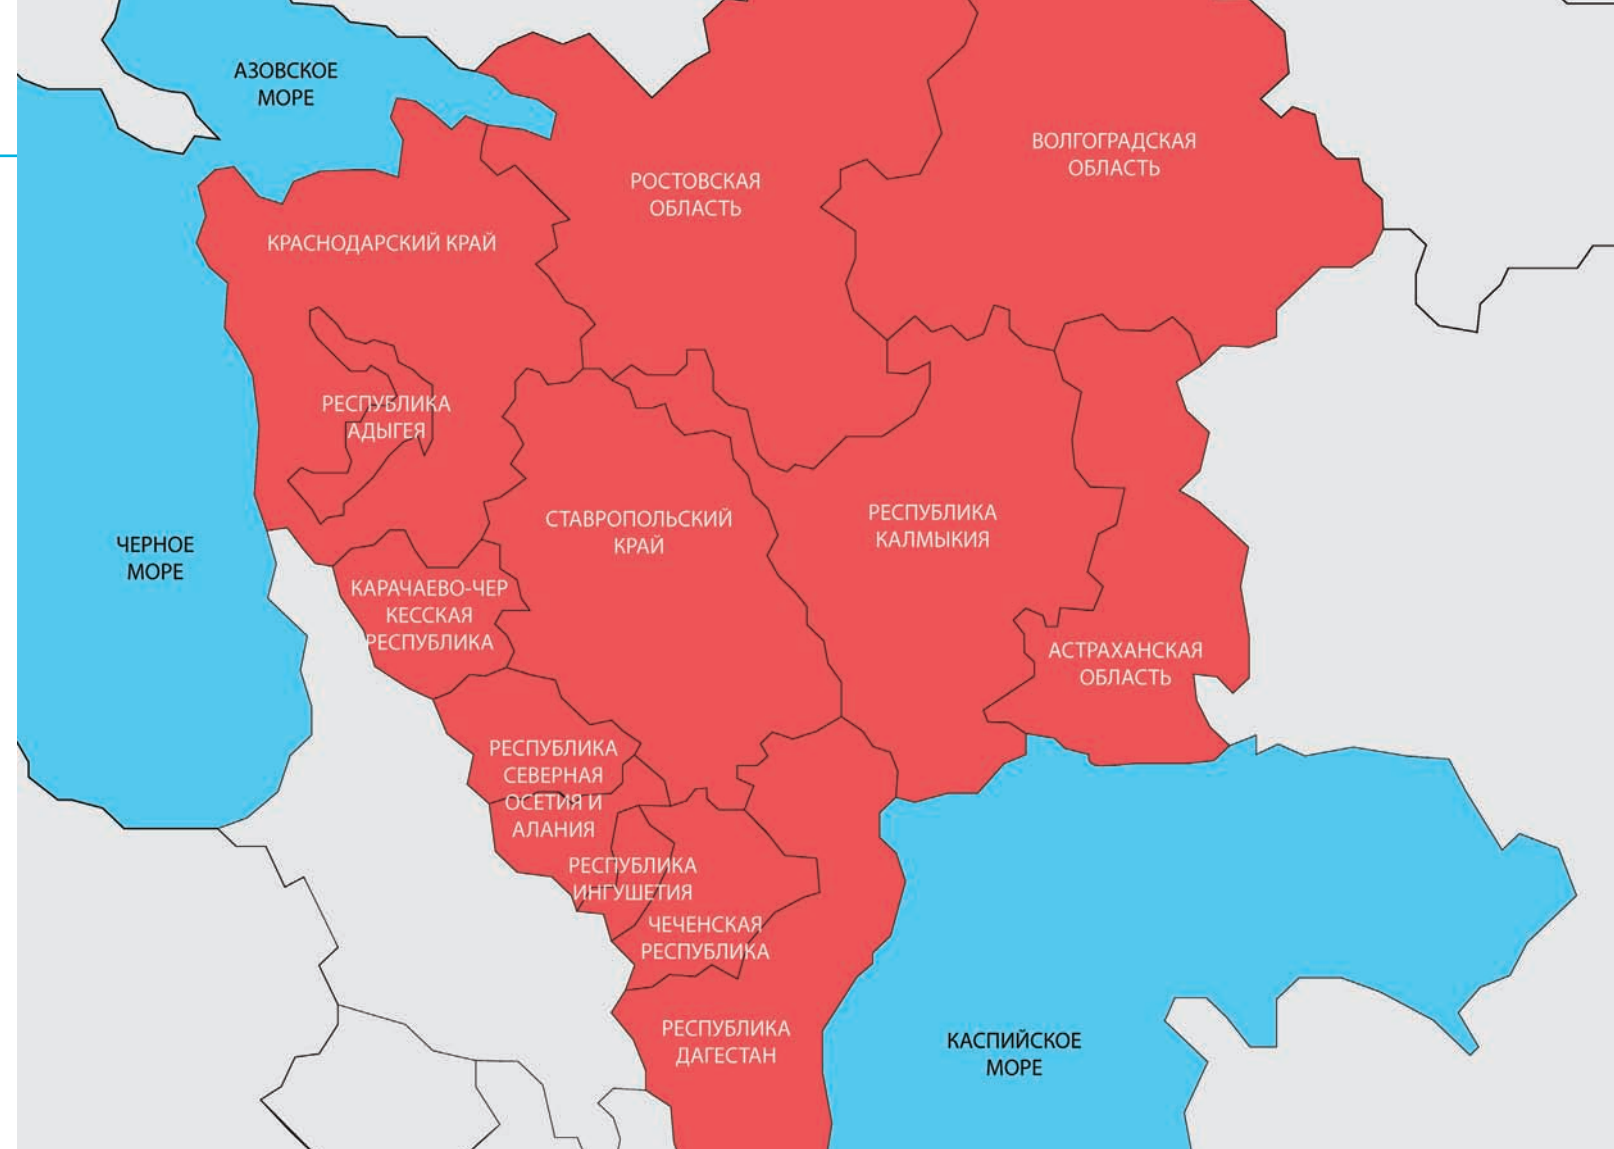 АЗОВСКОЕ
МОРЕ
ВОЛГОГРАДСКАЯ
ОБЛАСТЬ
РОСТОВСКАЯ
ОБЛАСТЬ
КРАСНОДАРСКИЙ КРАЙ
РЕСПУБЛИКА
АДЫГЕЯ
ЧЕРНОЕ
МОРЕ
СТАВРОПОЛЬСКИЙ
КРАЙ
РЕСПУБЛИКА
КАЛМЫКИЯ
КАРАЧАЕВО-ЧЕР
КЕССКАЯ
РЕСПУБЛИКА
АСТРАХАНСКАЯ
ОБЛАСТЬ
РЕСПУБЛИКА
СЕВЕРНАЯ
ОСЕТИЯ И
АЛАНИЯ
РЕСПУБЛИКА
ИНГУШЕТИЯ
ЧЕЧЕНСКАЯ
РЕСПУБЛИКА
РЕСПУБЛИКА
ДАГЕСТАН
КАСПИЙСКОЕ
МОРЕ